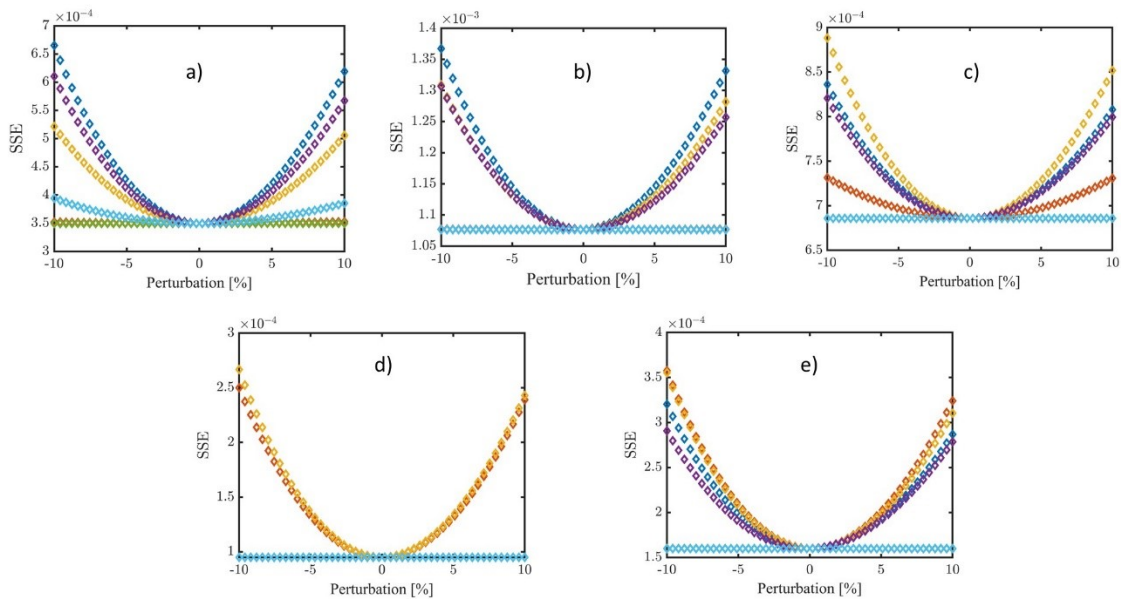 ×10⁻⁴
7
6.5
6
5.5
5
4.5
4
3.5
3
SSE
a)
-10 -5 0 5 10
Perturbation [%]
×10⁻³
1.4
1.35
1.3
1.25
1.2
1.15
1.1
1.05
SSE
b)
-10 -5 0 5 10
Perturbation [%]
×10⁻⁴
9
8.5
8
7.5
7
6.5
SSE
c)
-10 -5 0 5 10
Perturbation [%]
×10⁻⁴
3
2.5
2
1.5
1
SSE
d)
-10 -5 0 5 10
Perturbation [%]
×10⁻⁴
4
3.5
3
2.5
2
1.5
SSE
e)
-10 -5 0 5 10
Perturbation [%]